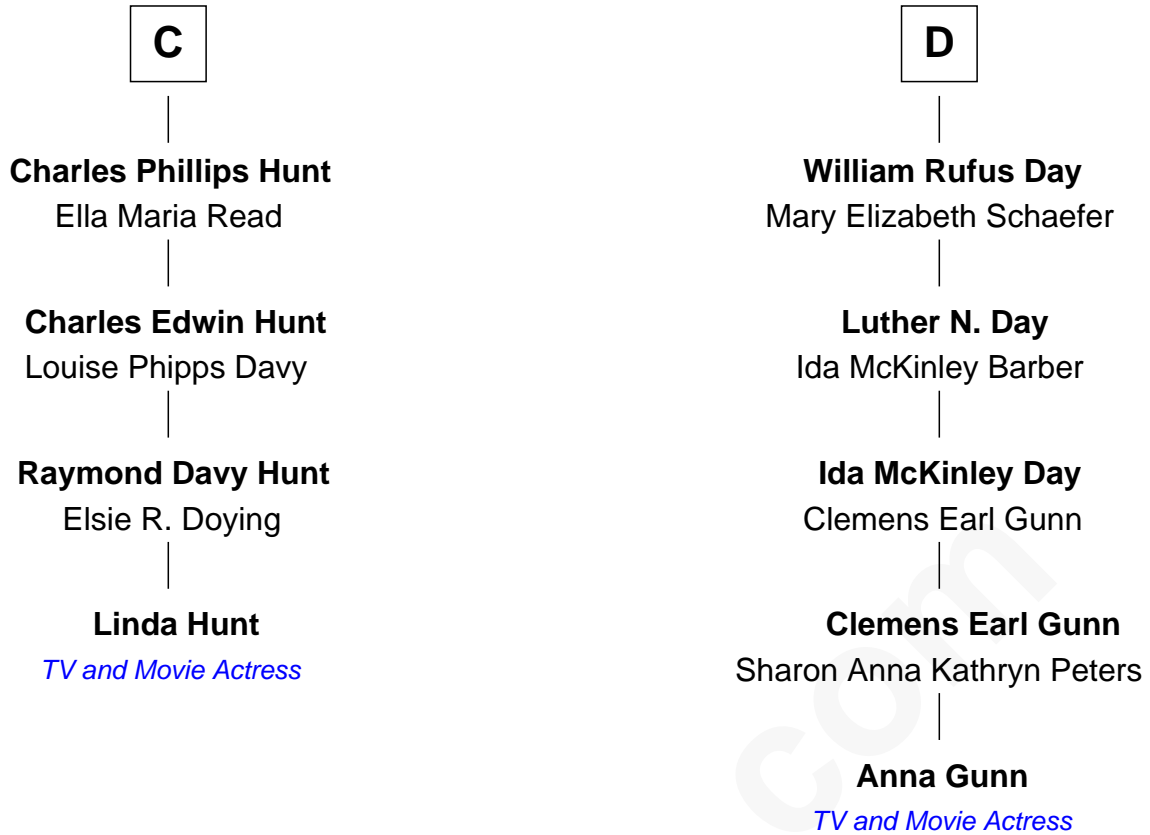 C
Charles Phillips Hunt
Ella Maria Read
Charles Edwin Hunt
Louise Phipps Davy
Raymond Davy Hunt
Elsie R. Doying
Linda Hunt
TV and Movie Actress
D
William Rufus Day
Mary Elizabeth Schaefer
Luther N. Day
Ida McKinley Barber
Ida McKinley Day
Clemens Earl Gunn
Clemens Earl Gunn
Sharon Anna Kathryn Peters
Anna Gunn
TV and Movie Actress
com